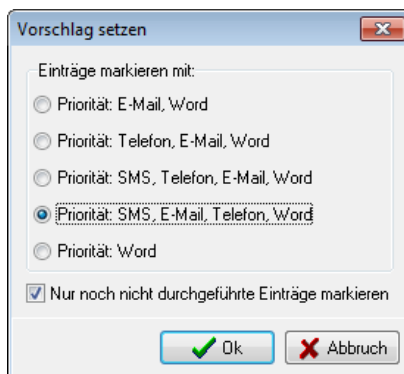 Vorschlag setzen
Einträge markieren mit:
Priorität: E-Mail, Word
Priorität: Telefon, E-Mail, Word
Priorität: SMS, Telefon, E-Mail, Word
Priorität: SMS, E-Mail, Telefon, Word
Priorität: Word
Nur noch nicht durchgeführte Einträge markieren
Ok Abbruch